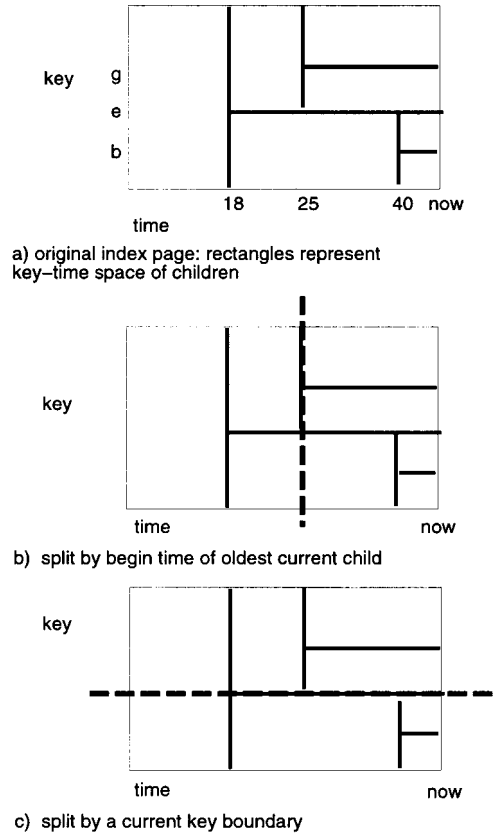 key
g
e
b
18 25 40 now
time
a) original index page: rectangles represent
key–time space of children
key
time now
b) split by begin time of oldest current child
key
time now
c) split by a current key boundary